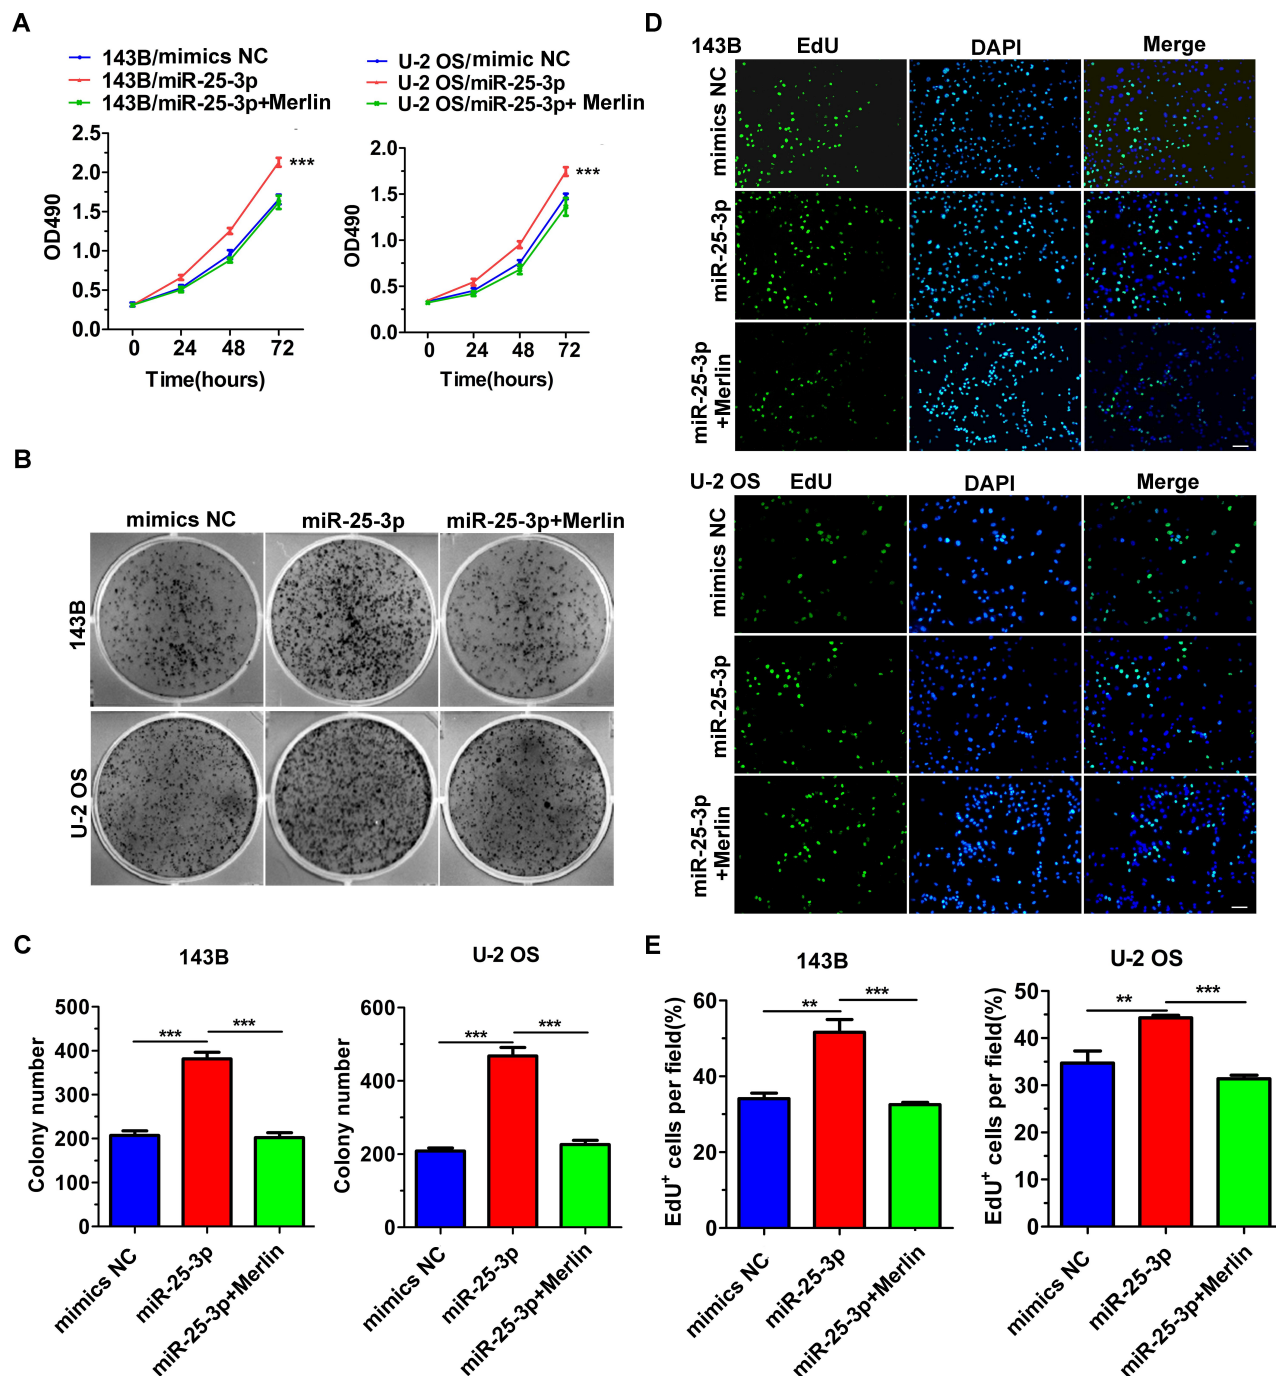 A
143B/mimics NC
143B/miR-25-3p
143B/miR-25-3p+Merlin
2.5
2.0
1.5
1.0
0.5
0.0
OD490
***
0 24 48 72
Time(hours)
U-2 OS/mimic NC
U-2 OS/miR-25-3p
U-2 OS/miR-25-3p+ Merlin
2.0
1.5
1.0
0.5
0.0
OD490
***
0 24 48 72
Time(hours)
B
mimics NC miR-25-3p miR-25-3p+Merlin
143B
U-2 OS
C
143B
500
400
300
200
100
0
Colony number
*** ***
mimics NC
miR-25-3p
miR-25-3p+Merlin
U-2 OS
600
400
200
0
Colony number
*** ***
mimics NC
miR-25-3p
miR-25-3p+Merlin
D
143B EdU DAPI Merge
mimics NC
miR-25-3p
miR-25-3p
+Merlin
U-2 OS EdU DAPI Merge
mimics NC
miR-25-3p
miR-25-3p
+Merlin
E
143B
60
40
20
0
EdU+ cells per field(%)
** ***
mimics NC
miR-25-3p
miR-25-3p+Merlin
U-2 OS
50
40
30
20
10
0
EdU+ cells per field(%)
** ***
mimics NC
miR-25-3p
miR-25-3p+Merlin